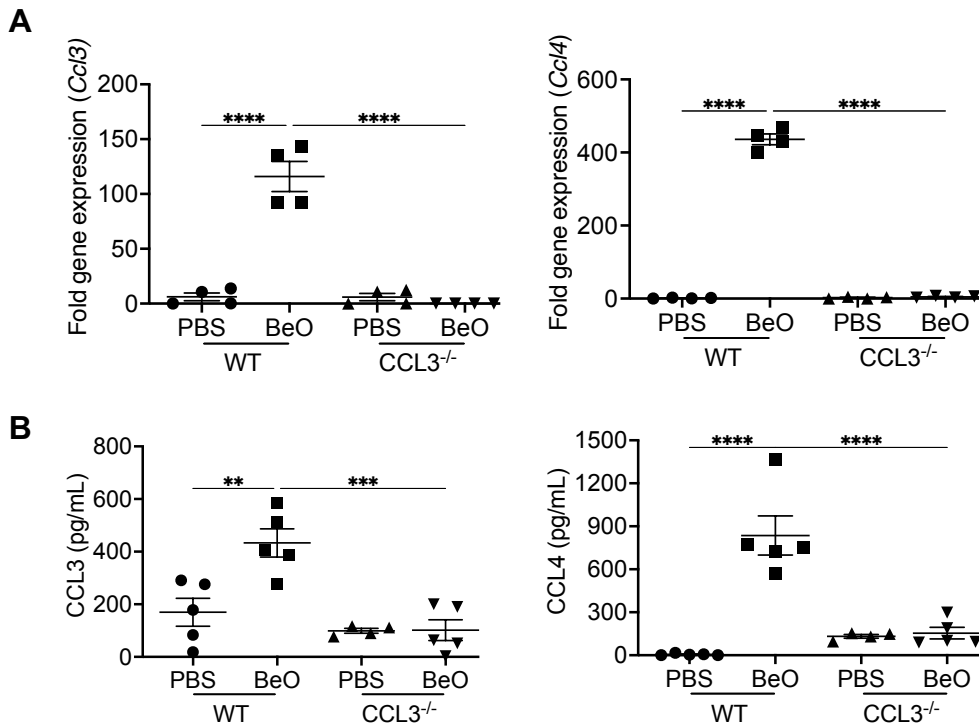 A
Fold gene expression (Ccl3)
200
150
100
50
0
**** ****
PBS BeO PBS BeO
WT CCL3-/-
Fold gene expression (Ccl4)
600
400
200
0
**** ****
PBS BeO PBS BeO
WT CCL3-/-
B
CCL3 (pg/mL)
800
600
400
200
0
** ***
PBS BeO PBS BeO
WT CCL3-/-
CCL4 (pg/mL)
1500
1200
900
600
300
0
**** ****
PBS BeO PBS BeO
WT CCL3-/-